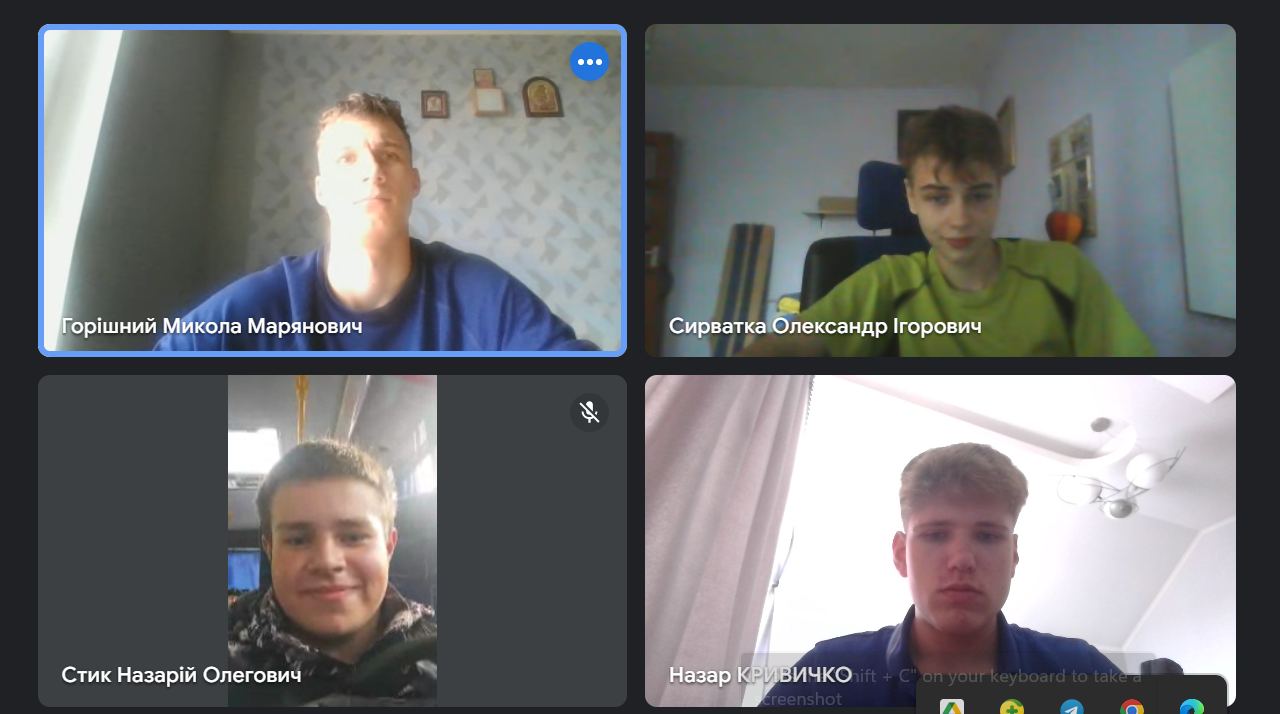 Горішний Микола Марянович
Сирватка Олександр Ігорович
Стик Назарій Олегович
Назар КРИВИЧКО
hift + C" on your keyboard to take a
creenshot